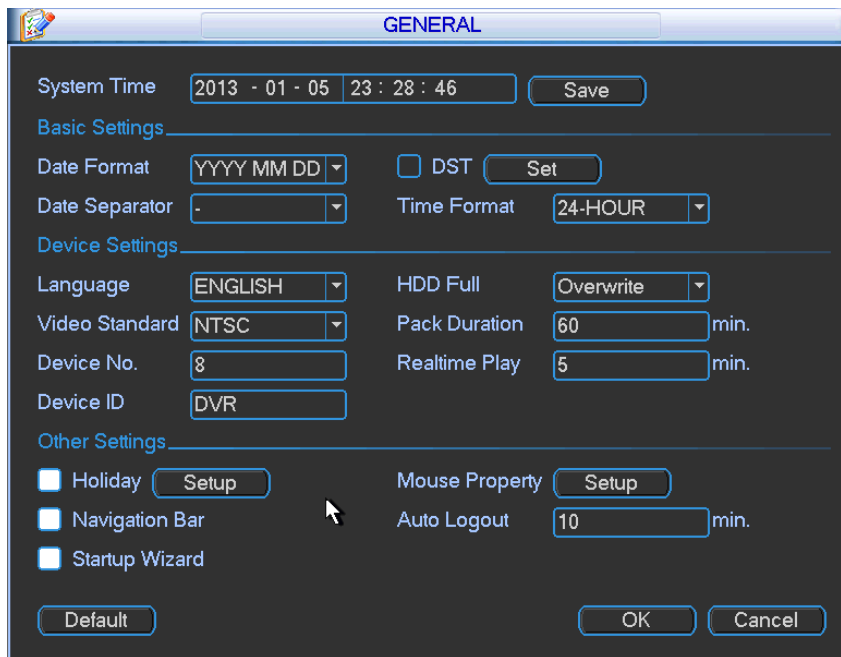 GENERAL
System Time 2013 - 01 - 05 23 : 28 : 46 Save
Basic Settings
Date Format YYYY MM DD DST Set
Date Separator - Time Format 24-HOUR
Device Settings
Language ENGLISH HDD Full Overwrite
Video Standard NTSC Pack Duration 60 min.
Device No. 8 Realtime Play 5 min.
Device ID DVR
Other Settings
Holiday Setup Mouse Property Setup
Navigation Bar Auto Logout 10 min.
Startup Wizard
Default OK Cancel